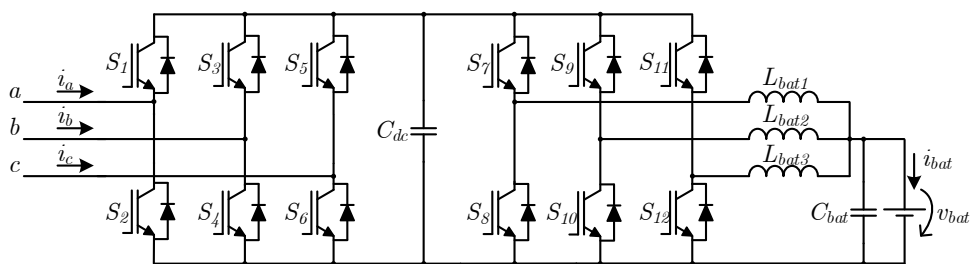 S1 S3 S5 S7 S9 S11
ia
a
ib
b
ic
c
Cdc
Lbat1
Lbat2
Lbat3
ibat
S2 S4 S6 S8 S10 S12
Cbat
vbat